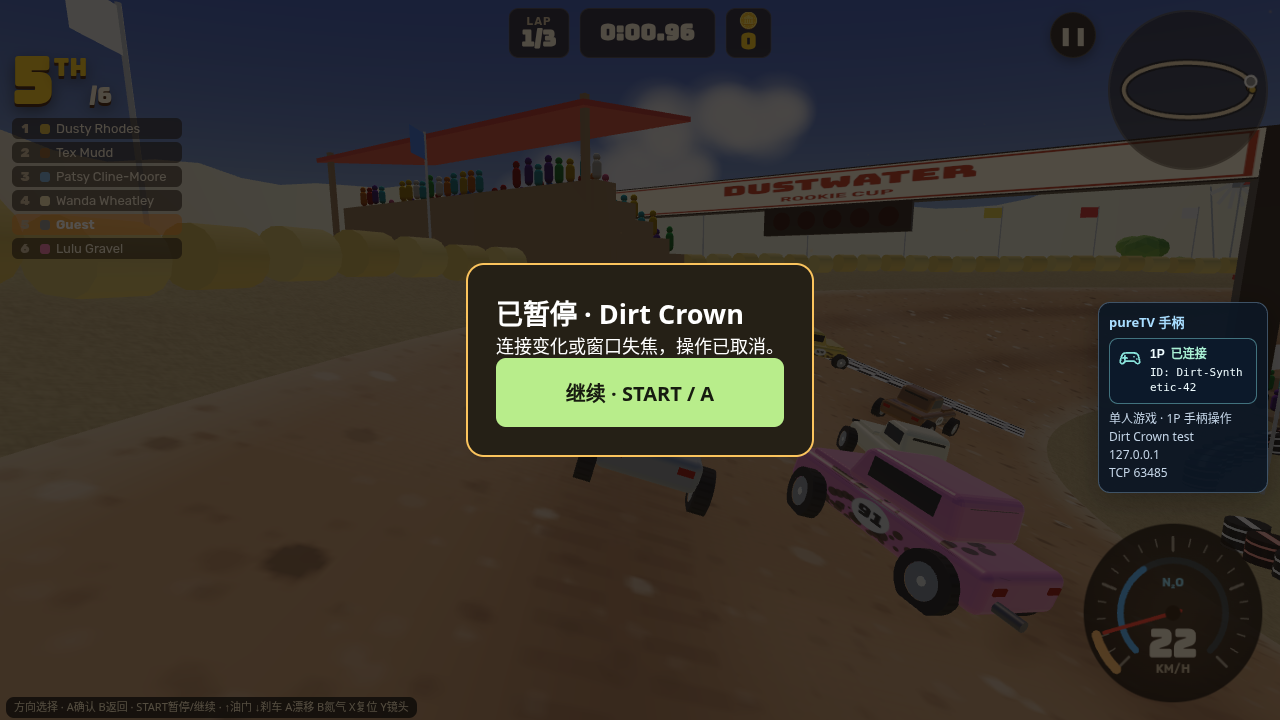 LAP
1/3
0:00.96
0
5TH
/6
1 Dusty Rhodes
2 Tex Mudd
3 Patsy Cline-Moore
4 Wanda Wheatley
5 Guest
6 Lulu Gravel
DUSTWATER
ROOKIE CUP
已暂停 · Dirt Crown
连接变化或窗口失焦，操作已取消。
继续 · START / A
pureTV 手柄
1P 已连接
ID: Dirt-Synth
etic-42
单人游戏 · 1P 手柄操作
Dirt Crown test
127.0.0.1
TCP 63485
91
N₂O
22
KM/H
方向选择 · A确认 B返回 · START暂停/继续 · ↑油门 ↓刹车 A漂移 B氮气 X复位 Y镜头